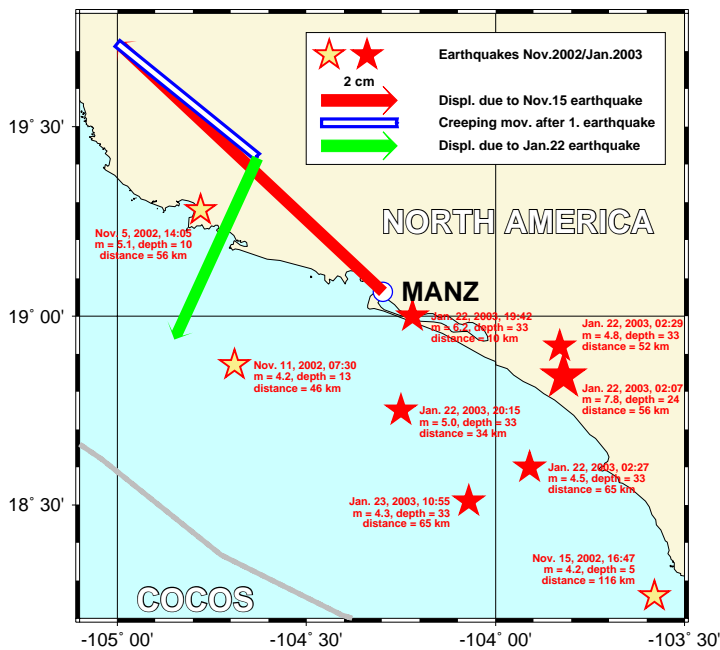 Earthquakes Nov.2002/Jan.2003
2 cm
Displ. due to Nov.15 earthquake
Creeping mov. after 1. earthquake
Displ. due to Jan.22 earthquake
19° 30'
19° 00'
18° 30'
NORTH AMERICA
Nov. 5, 2002, 14:05
m = 5.1, depth = 10
distance = 56 km
MANZ
Jan. 22, 2003, 19:42
m = 6.2, depth = 33
distance = 10 km
Jan. 22, 2003, 02:29
m = 4.8, depth = 33
distance = 52 km
Nov. 11, 2002, 07:30
m = 4.2, depth = 13
distance = 46 km
Jan. 22, 2003, 02:07
m = 7.8, depth = 24
distance = 56 km
Jan. 22, 2003, 20:15
m = 5.0, depth = 33
distance = 34 km
Jan. 22, 2003, 02:27
m = 4.5, depth = 33
distance = 65 km
Jan. 23, 2003, 10:55
m = 4.3, depth = 33
distance = 65 km
Nov. 15, 2002, 16:47
m = 4.2, depth = 5
distance = 116 km
COCOS
-105° 00'
-104° 30'
-104° 00'
-103° 30'